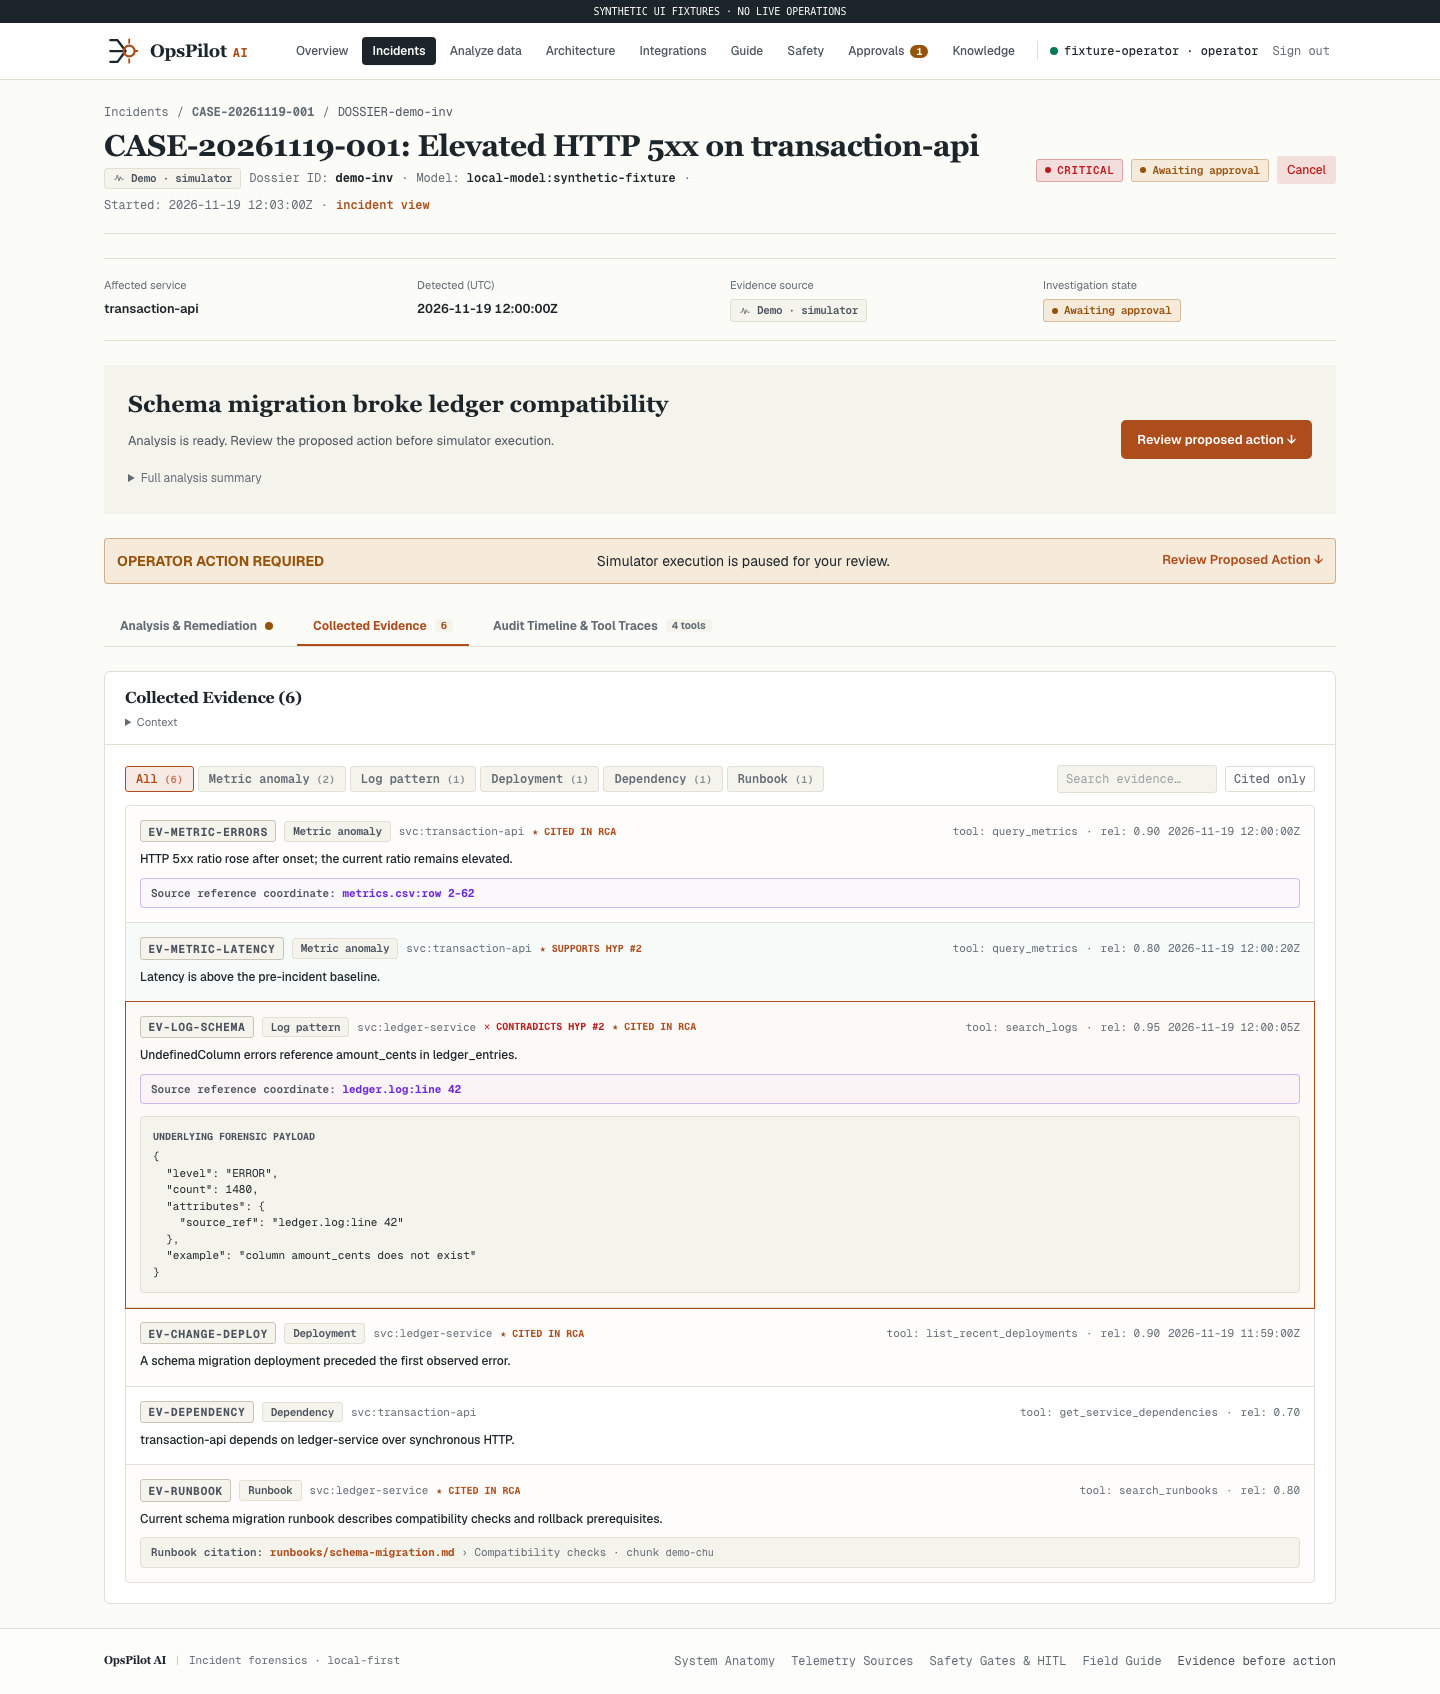 SYNTHETIC UI FIXTURES · NO LIVE OPERATIONS
OpsPilot AI
Overview
Incidents
Analyze data
Architecture
Integrations
Guide
Safety
Approvals 1
Knowledge
fixture-operator · operator
Sign out
Incidents / CASE-20261119-001 / DOSSIER-demo-inv
CASE-20261119-001: Elevated HTTP 5xx on transaction-api
Demo · simulator Dossier ID: demo-inv · Model: local-model:synthetic-fixture ·
Started: 2026-11-19 12:03:00Z · incident view
CRITICAL
Awaiting approval
Cancel
Affected service
transaction-api
Detected (UTC)
2026-11-19 12:00:00Z
Evidence source
Demo · simulator
Investigation state
Awaiting approval
Schema migration broke ledger compatibility
Analysis is ready. Review the proposed action before simulator execution.
Full analysis summary
Review proposed action ↓
OPERATOR ACTION REQUIRED
Simulator execution is paused for your review.
Review Proposed Action ↓
Analysis & Remediation
Collected Evidence 6
Audit Timeline & Tool Traces 4 tools
Collected Evidence (6)
Context
All (6)
Metric anomaly (2)
Log pattern (1)
Deployment (1)
Dependency (1)
Runbook (1)
Search evidence…
Cited only
EV-METRIC-ERRORS Metric anomaly svc:transaction-api ★ CITED IN RCA tool: query_metrics · rel: 0.90 2026-11-19 12:00:00Z
HTTP 5xx ratio rose after onset; the current ratio remains elevated.
Source reference coordinate: metrics.csv:row 2-62
EV-METRIC-LATENCY Metric anomaly svc:transaction-api ★ SUPPORTS HYP #2 tool: query_metrics · rel: 0.80 2026-11-19 12:00:20Z
Latency is above the pre-incident baseline.
EV-LOG-SCHEMA Log pattern svc:ledger-service × CONTRADICTS HYP #2 ★ CITED IN RCA tool: search_logs · rel: 0.95 2026-11-19 12:00:05Z
UndefinedColumn errors reference amount_cents in ledger_entries.
Source reference coordinate: ledger.log:line 42
UNDERLYING FORENSIC PAYLOAD
{
"level": "ERROR",
"count": 1480,
"attributes": {
"source_ref": "ledger.log:line 42"
},
"example": "column amount_cents does not exist"
}
EV-CHANGE-DEPLOY Deployment svc:ledger-service ★ CITED IN RCA tool: list_recent_deployments · rel: 0.90 2026-11-19 11:59:00Z
A schema migration deployment preceded the first observed error.
EV-DEPENDENCY Dependency svc:transaction-api tool: get_service_dependencies · rel: 0.70
transaction-api depends on ledger-service over synchronous HTTP.
EV-RUNBOOK Runbook svc:ledger-service ★ CITED IN RCA tool: search_runbooks · rel: 0.80
Current schema migration runbook describes compatibility checks and rollback prerequisites.
Runbook citation: runbooks/schema-migration.md › Compatibility checks · chunk demo-chu
OpsPilot AI
Incident forensics · local-first
System Anatomy
Telemetry Sources
Safety Gates & HITL
Field Guide
Evidence before action